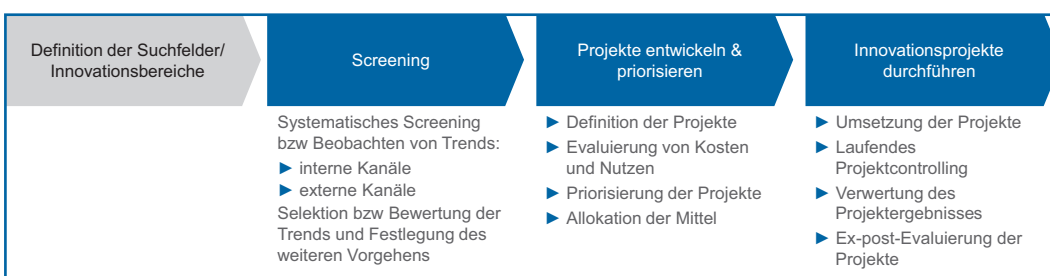 Definition der Suchfelder/
Innovationsbereiche
Screening
Projekte entwickeln &
priorisieren
Innovationsprojekte
durchführen
Systematisches Screening
bzw Beobachten von Trends:
► interne Kanäle
► externe Kanäle
Selektion bzw Bewertung der
Trends und Festlegung des
weiteren Vorgehens
► Definition der Projekte
► Evaluierung von Kosten
und Nutzen
► Priorisierung der Projekte
► Allokation der Mittel
► Umsetzung der Projekte
► Laufendes
Projektcontrolling
► Verwertung des
Projektergebnisses
► Ex-post-Evaluierung der
Projekte